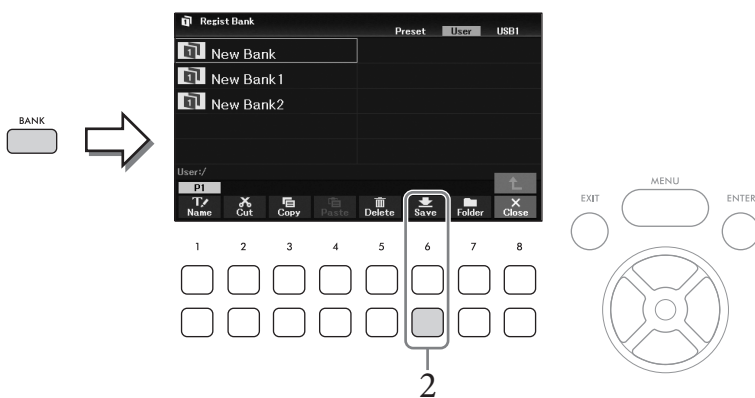 Regist Bank
Preset User USB1
New Bank
New Bank1
New Bank2
BANK
User:/
P1
Name Cut Copy Paste Delete Save Folder Close
MENU
EXIT
ENTER
1 2 3 4 5 6 7 8
2